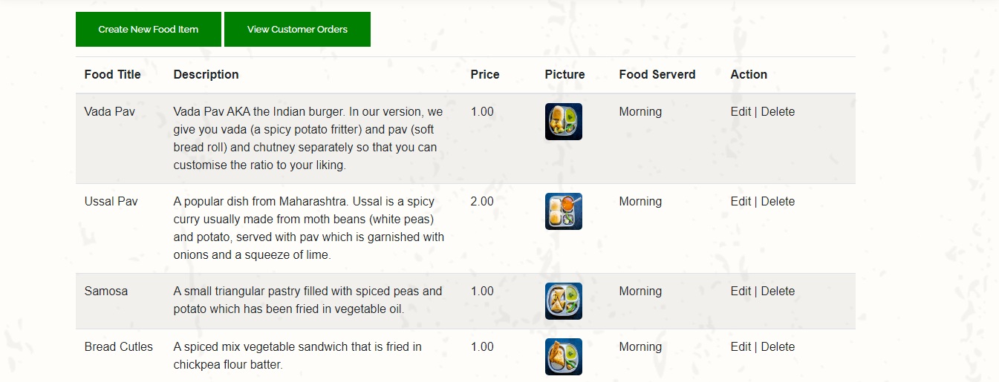 Create New Food Item View Customer Orders
Food Title Description Price Picture Food Serverd Action
Vada Pav Vada Pav AKA the Indian burger. In our version, we 1.00 Morning Edit | Delete
give you vada (a spicy potato fritter) and pav (soft
bread roll) and chutney separately so that you can
customise the ratio to your liking.
Ussal Pav A popular dish from Maharashtra. Ussal is a spicy 2.00 Morning Edit | Delete
curry usually made from moth beans (white peas)
and potato, served with pav which is garnished with
onions and a squeeze of lime.
Samosa A small triangular pastry filled with spiced peas and 1.00 Morning Edit | Delete
potato which has been fried in vegetable oil.
Bread Cutles A spiced mix vegetable sandwich that is fried in 1.00 Morning Edit | Delete
chickpea flour batter.